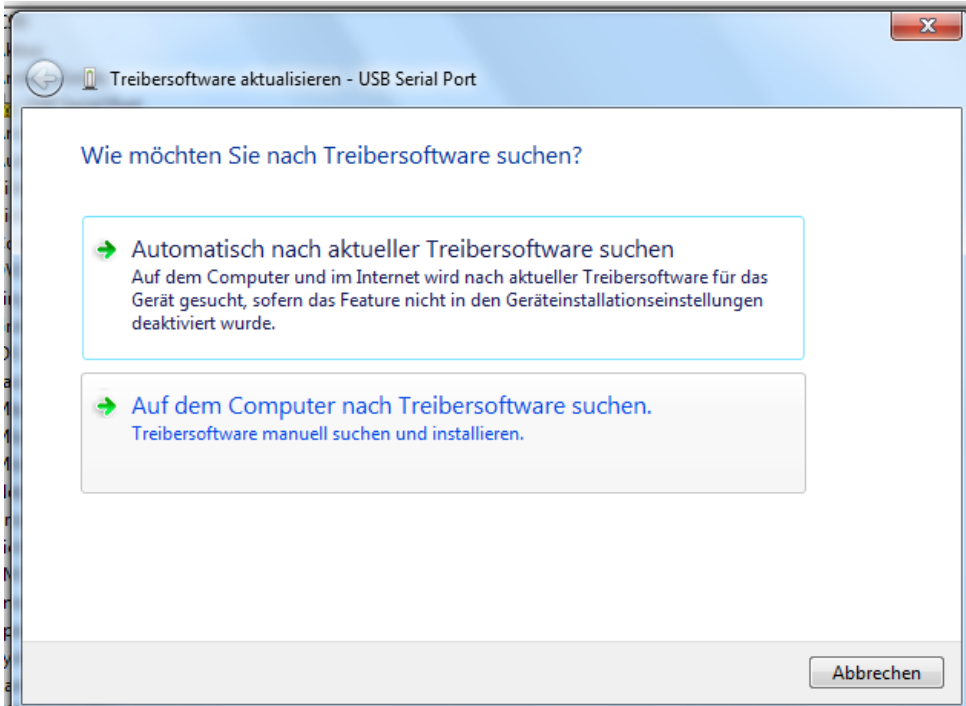 Treibersoftware aktualisieren - USB Serial Port
Wie möchten Sie nach Treibersoftware suchen?
Automatisch nach aktueller Treibersoftware suchen
Auf dem Computer und im Internet wird nach aktueller Treibersoftware für das
Gerät gesucht, sofern das Feature nicht in den Geräteinstallationseinstellungen
deaktiviert wurde.
Auf dem Computer nach Treibersoftware suchen.
Treibersoftware manuell suchen und installieren.
Abbrechen